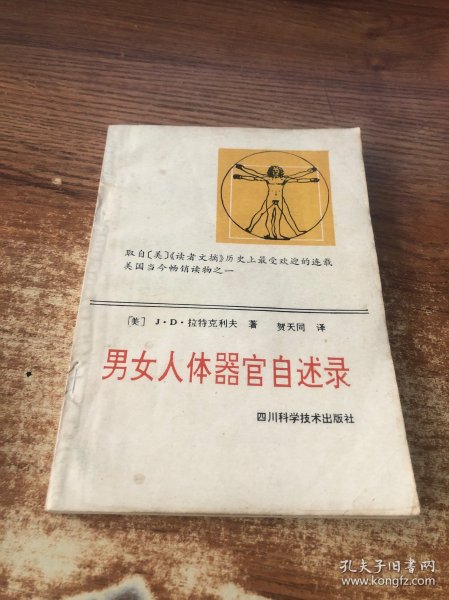 取自〔美〕《读者文摘》历史上最受欢迎的连载
美国当今畅销读物之一
〔美〕 J·D·拉特克利夫 著 贺天同 译
男女人体器官自述录
四川科学技术出版社
孔夫子旧书网
www.kongfz.com